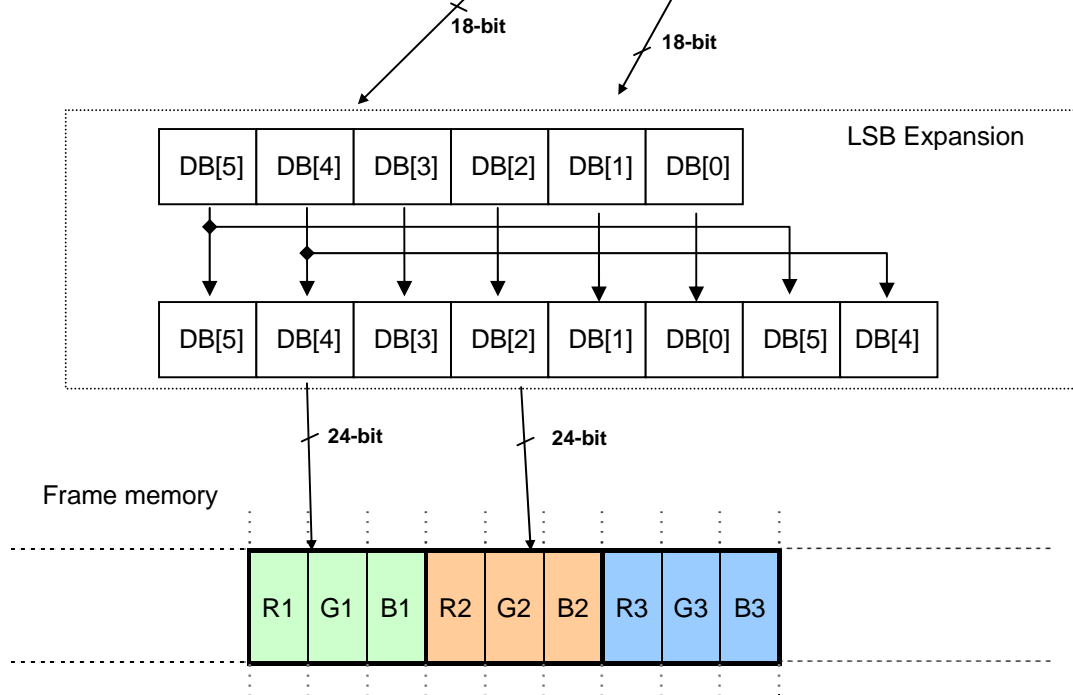 18-bit
18-bit
LSB Expansion
DB[5] DB[4] DB[3] DB[2] DB[1] DB[0]
DB[5] DB[4] DB[3] DB[2] DB[1] DB[0] DB[5] DB[4]
24-bit 24-bit
Frame memory
R1 G1 B1 R2 G2 B2 R3 G3 B3